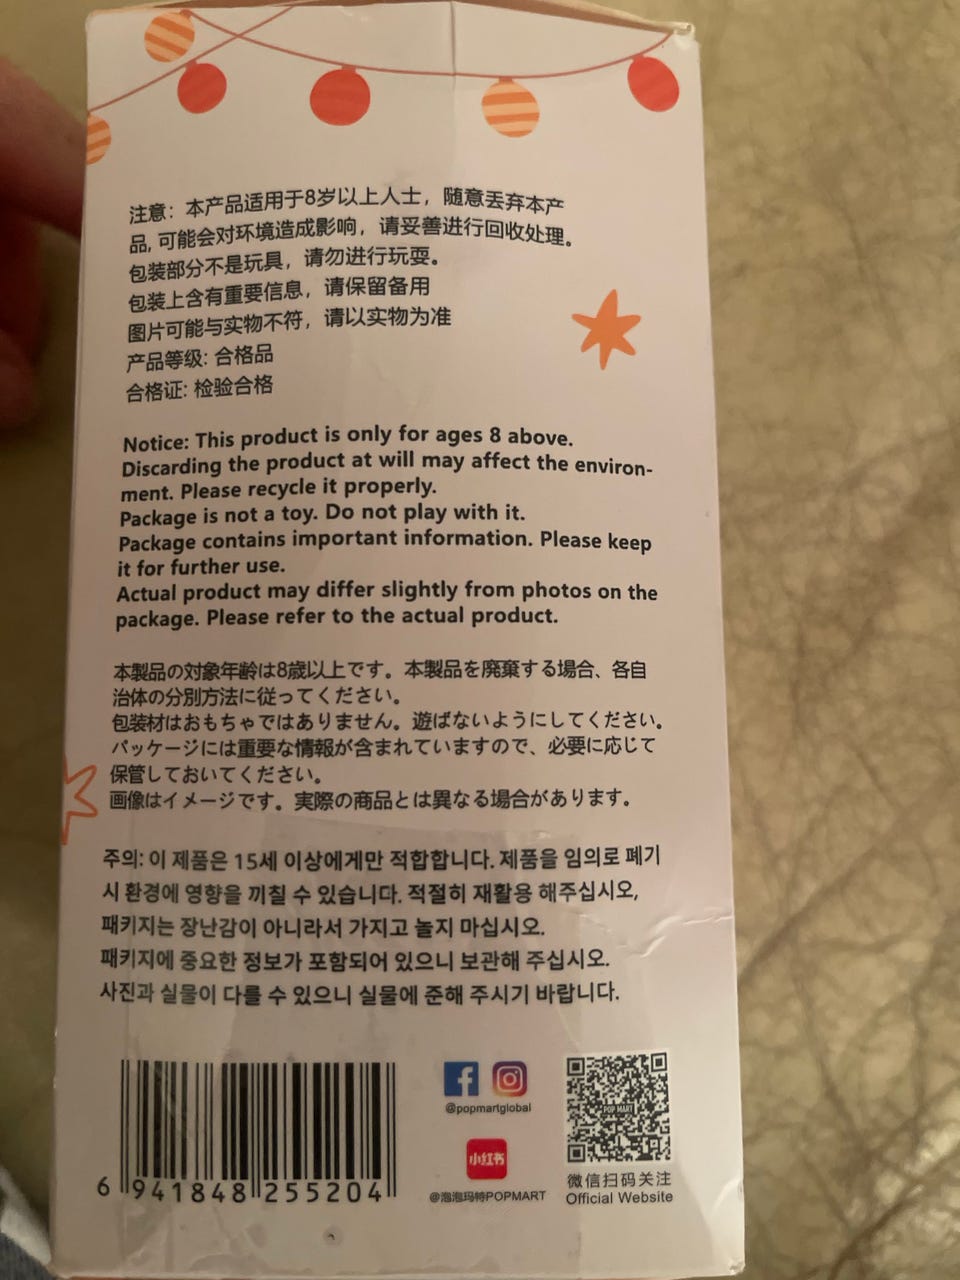 注意：本产品适用于8岁以上人士，随意丢弃本产
品,可能会对环境造成影响，请妥善进行回收处理。
包装部分不是玩具，请勿进行玩耍。
包装上含有重要信息，请保留备用
图片可能与实物不符，请以实物为准
产品等级: 合格品
合格证: 检验合格
Notice: This product is only for ages 8 above.
Discarding the product at will may affect the environ-
ment. Please recycle it properly.
Package is not a toy. Do not play with it.
Package contains important information. Please keep
it for further use.
Actual product may differ slightly from photos on the
package. Please refer to the actual product.
本製品の対象年齢は8歳以上です。本製品を廃棄する場合、各自
治体の分別方法に従ってください。
包装材はおもちゃではありません。遊ばないようにしてください。
パッケージには重要な情報が含まれていますので、必要に応じて
保管しておいてください。
画像はイメージです。実際の商品とは異なる場合があります。
주의: 이 제품은 15세 이상에게만 적합합니다. 제품을 임의로 폐기
시 환경에 영향을 끼칠 수 있습니다. 적절히 재활용 해주십시오,
패키지는 장난감이 아니라서 가지고 놀지 마십시오.
패키지에 중요한 정보가 포함되어 있으니 보관해 주십시오.
사진과 실물이 다를 수 있으니 실물에 준해 주시기 바랍니다.
6 941848 255204
@popmartglobal
小红书
@泡泡玛特POPMART
POP MART
微信扫码关注
Official Website